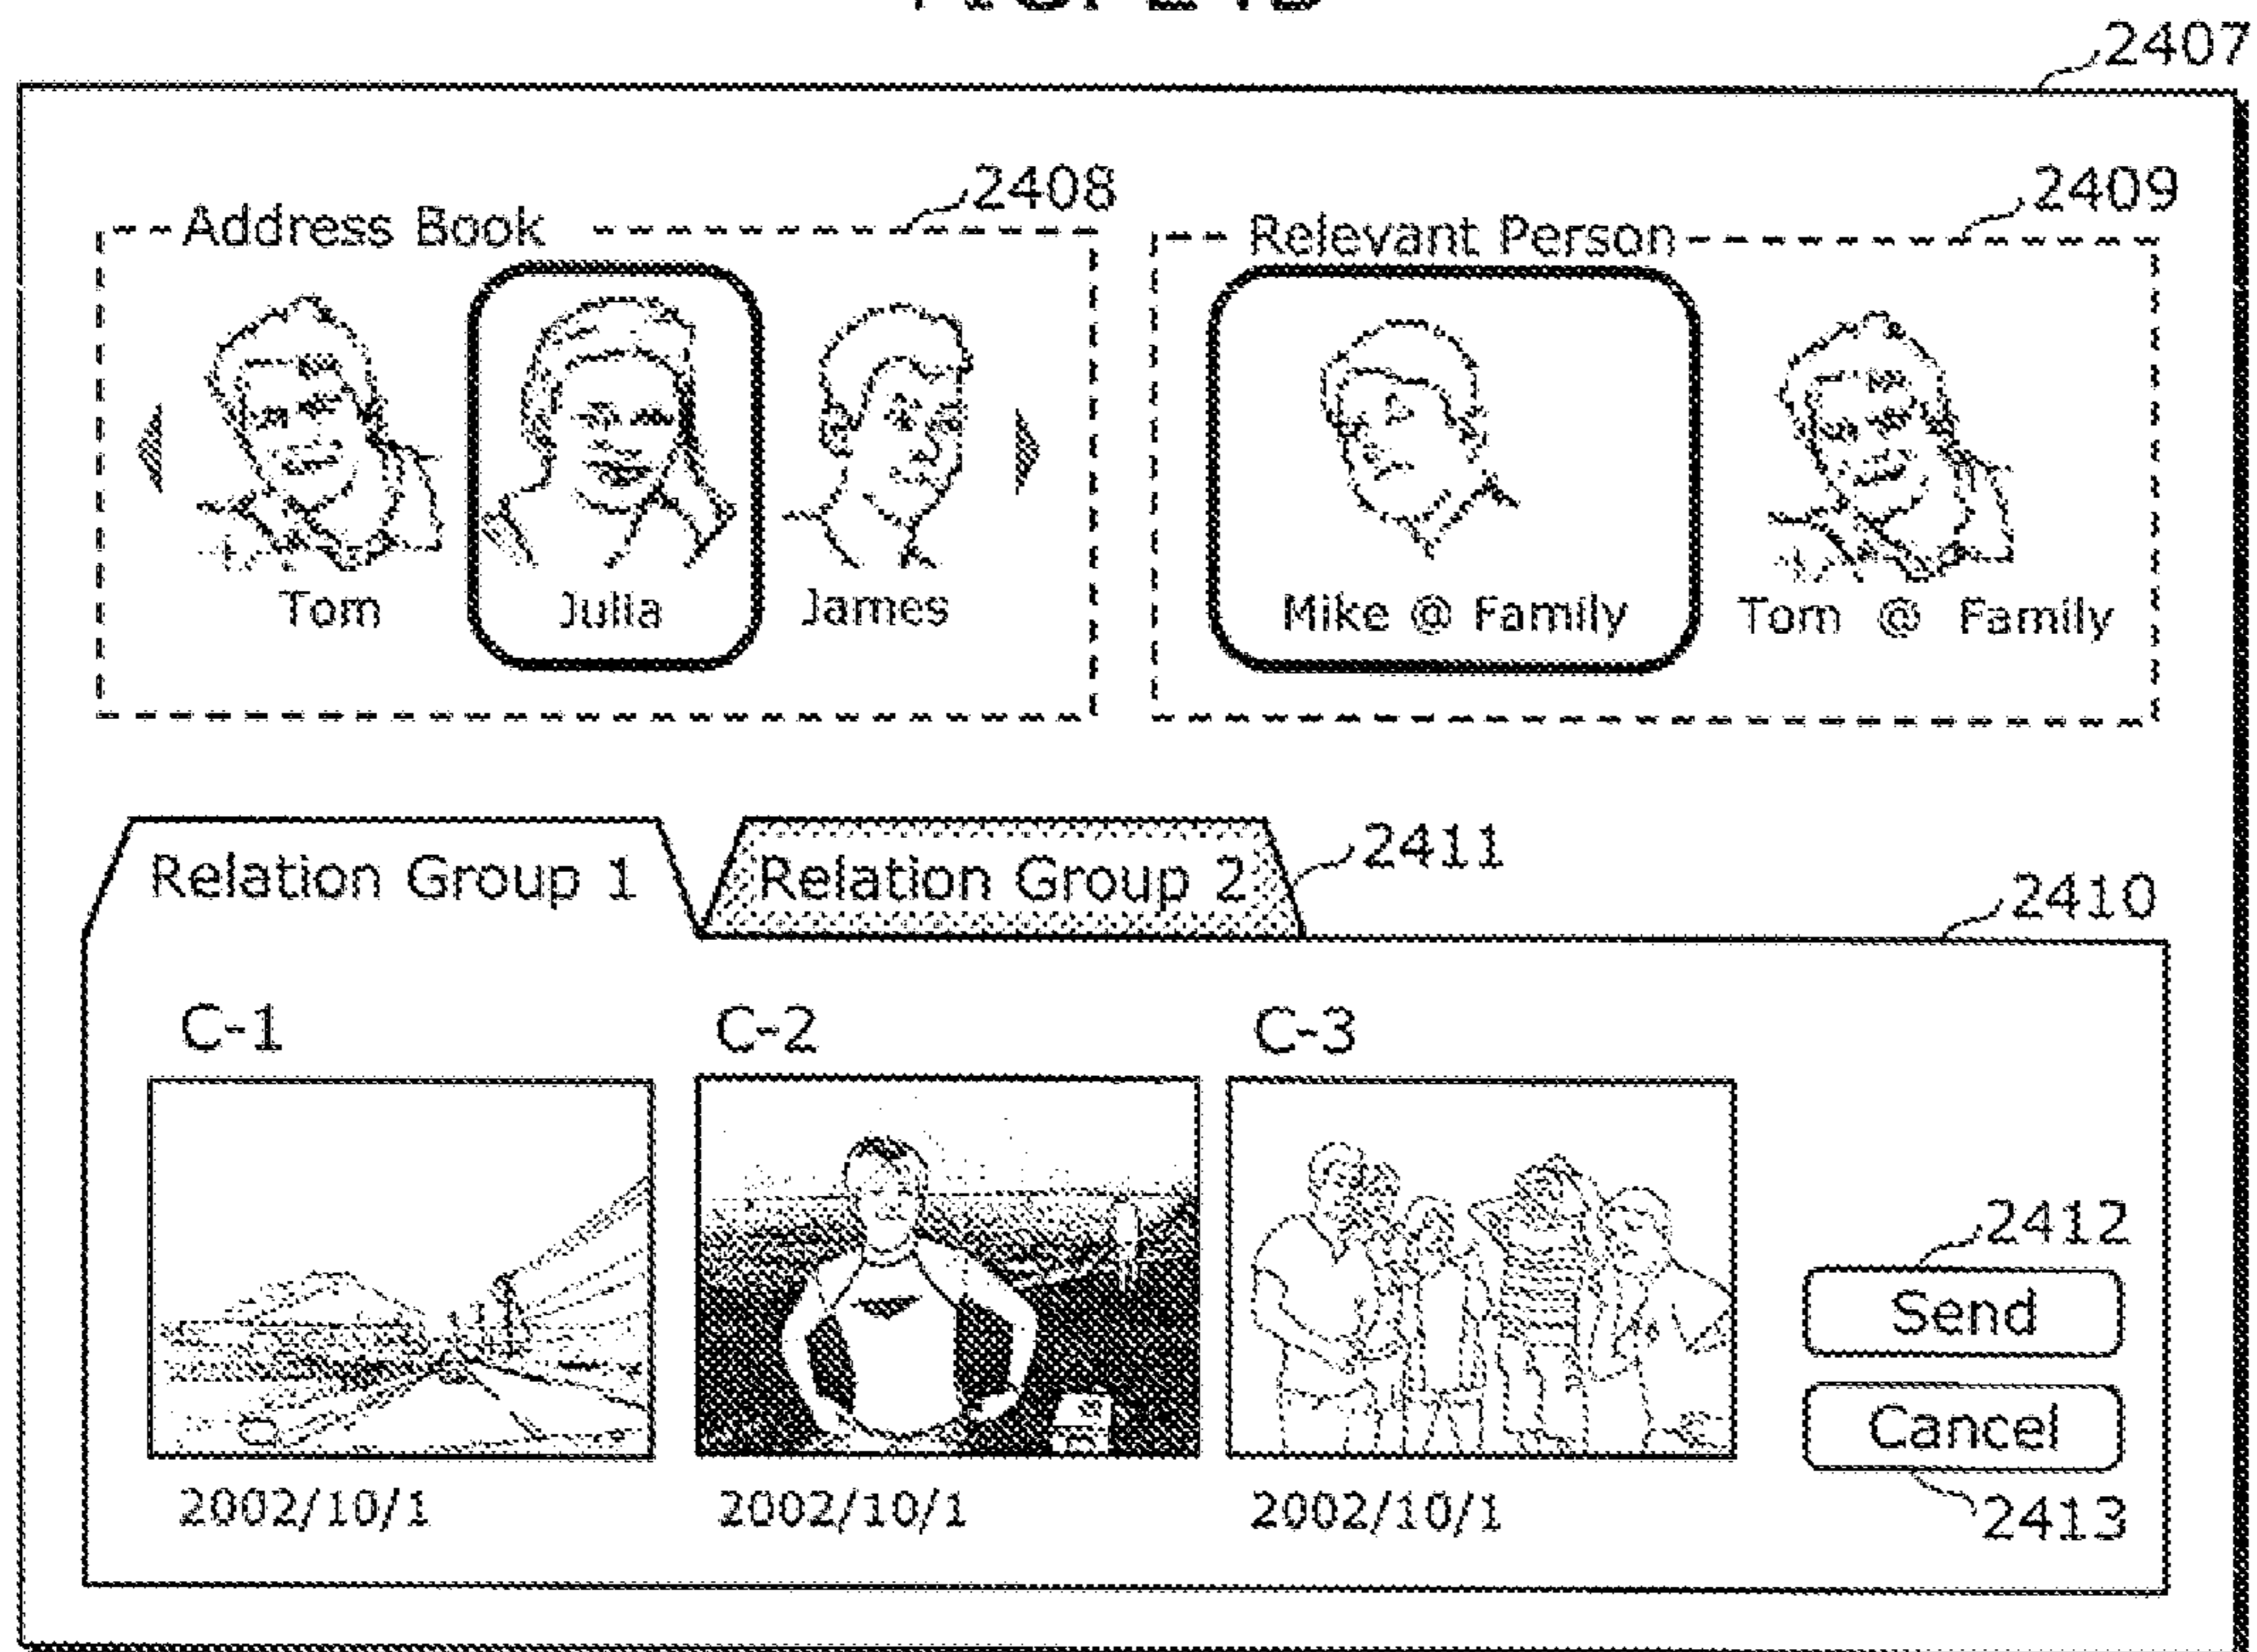 2407
2408
2409
Address Book
Relevant Person
Tom
Julia
James
Mike @ Family
Tom @ Family
Relation Group 1
Relation Group 2
2411
2410
C-1
C-2
C-3
2412
Send
Cancel
2002/10/1
2002/10/1
2002/10/1
2413